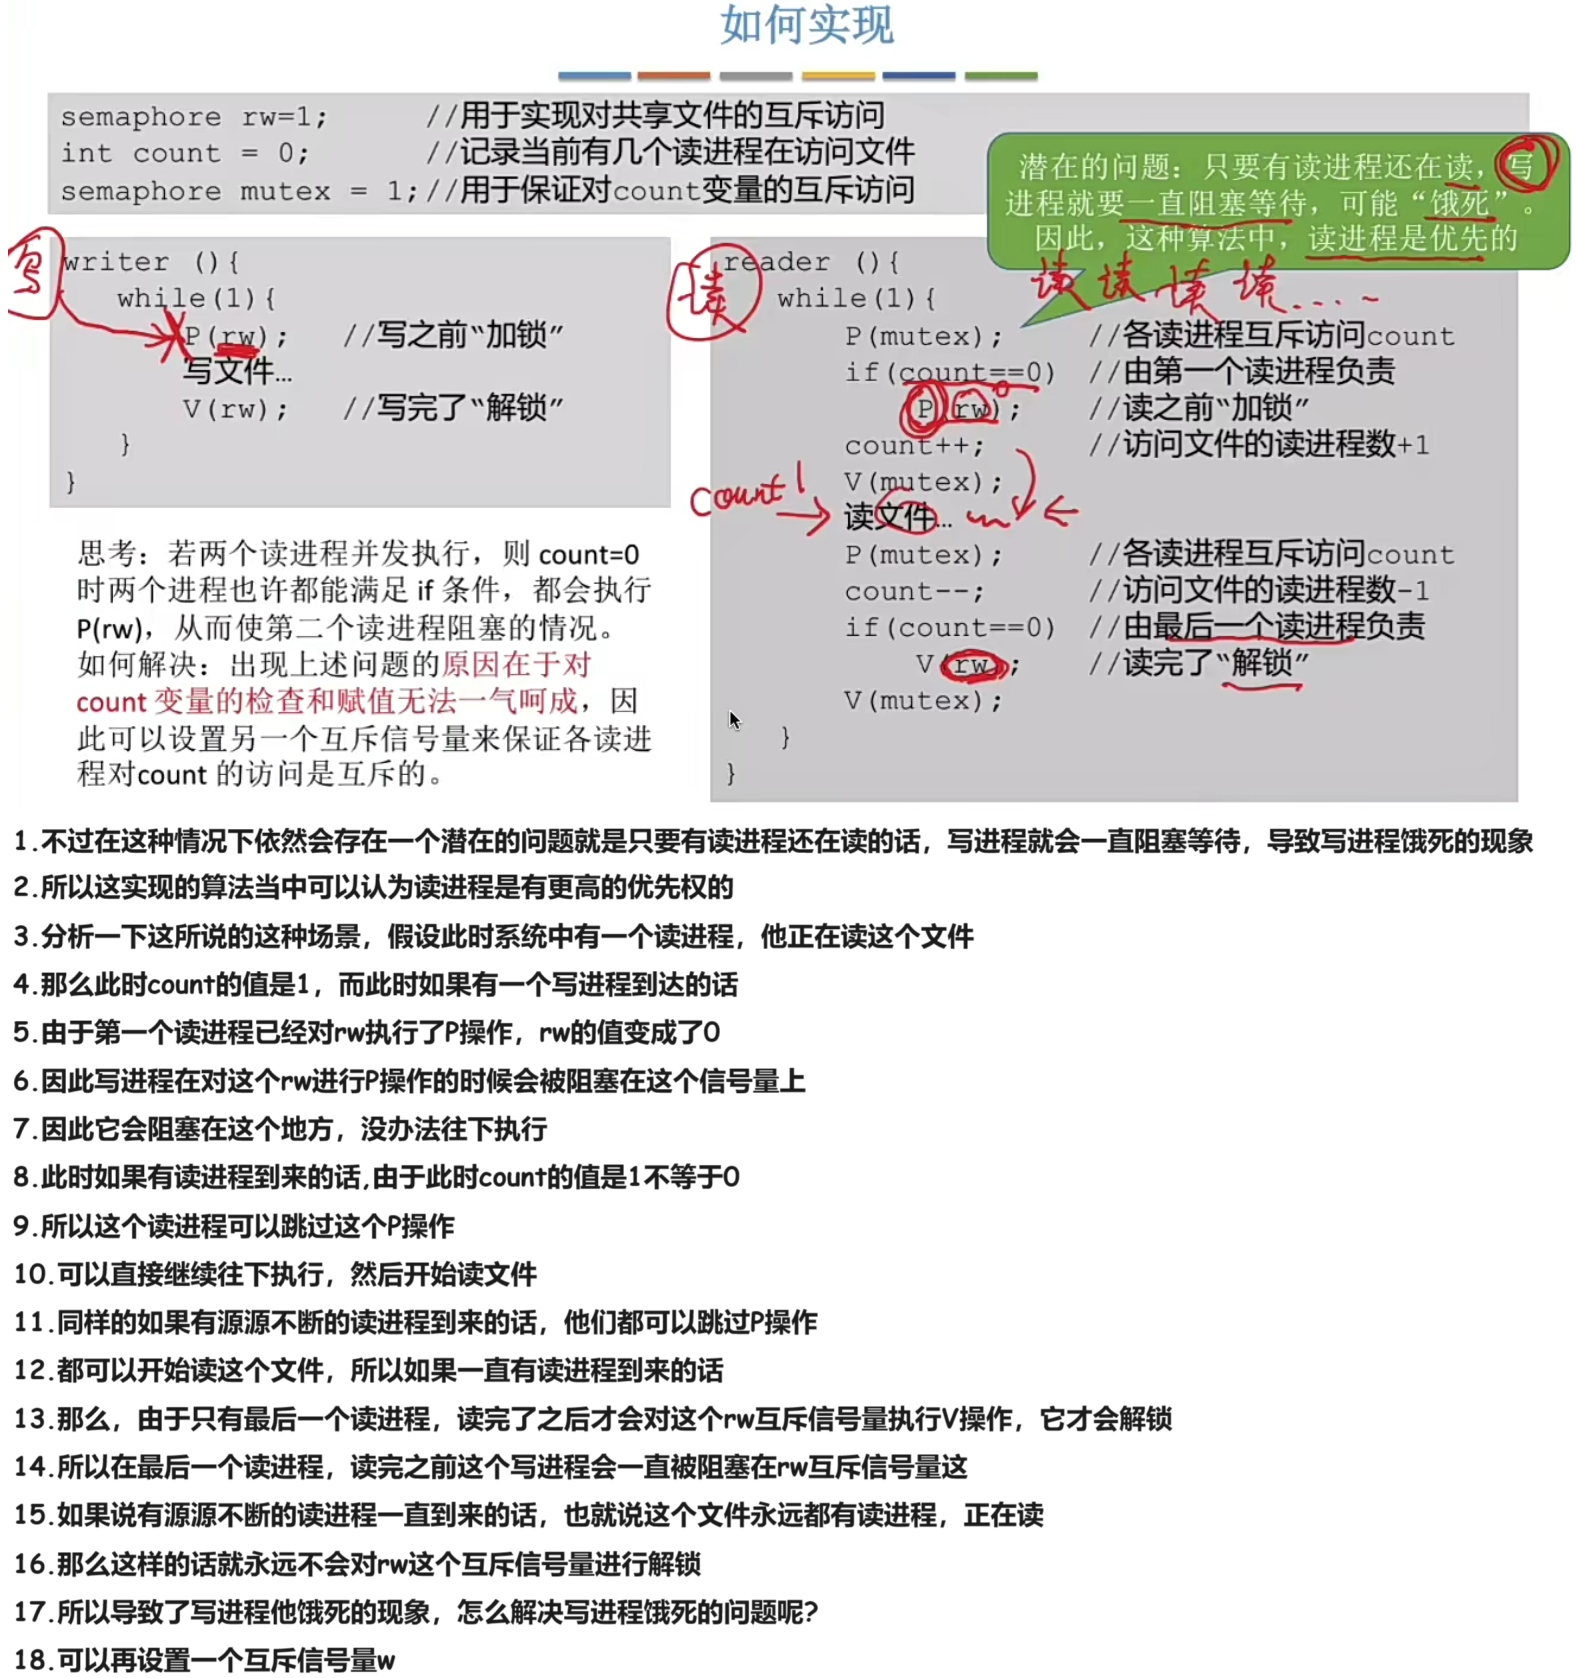 如何实现
semaphore rw=1; //用于实现对共享文件的互斥访问
int count = 0; //记录当前有几个读进程在访问文件
semaphore mutex = 1; //用于保证对count变量的互斥访问
潜在的问题：只要有读进程还在读，写
进程就要一直阻塞等待，可能“饿死”。
因此，这种算法中，读进程是优先的
写
writer (){
while(1){
P(rw); //写之前“加锁”
写文件…
V(rw); //写完了“解锁”
}
}
读
读 读 读 读....~
reader (){
while(1){
P(mutex); //各读进程互斥访问count
if(count==0) //由第一个读进程负责
P(rw); //读之前“加锁”
0
count++; //访问文件的读进程数+1
V(mutex);
count 1
读文件…
P(mutex); //各读进程互斥访问count
count--; //访问文件的读进程数-1
if(count==0) //由最后一个读进程负责
V(rw); //读完了“解锁”
V(mutex);
}
}
思考：若两个读进程并发执行，则 count=0
时两个进程也许都能满足 if 条件，都会执行
P(rw)，从而使第二个读进程阻塞的情况。
如何解决：出现上述问题的原因在于对
count 变量的检查和赋值无法一气呵成，因
此可以设置另一个互斥信号量来保证各读进
程对count 的访问是互斥的。
1.不过在这种情况下依然会存在一个潜在的问题就是只要有读进程还在读的话，写进程就会一直阻塞等待，导致写进程饿死的现象
2.所以这实现的算法当中可以认为读进程是有更高的优先权的
3.分析一下这所说的这种场景，假设此时系统中有一个读进程，他正在读这个文件
4.那么此时count的值是1，而此时如果有一个写进程到达的话
5.由于第一个读进程已经对rw执行了P操作，rw的值变成了0
6.因此写进程在对这个rw进行P操作的时候会被阻塞在这个信号量上
7.因此它会阻塞在这个地方，没办法往下执行
8.此时如果有读进程到来的话,由于此时count的值是1不等于0
9.所以这个读进程可以跳过这个P操作
10.可以直接继续往下执行，然后开始读文件
11.同样的如果有源源不断的读进程到来的话，他们都可以跳过P操作
12.都可以开始读这个文件，所以如果一直有读进程到来的话
13.那么，由于只有最后一个读进程，读完了之后才会对这个rw互斥信号量执行V操作，它才会解锁
14.所以在最后一个读进程，读完之前这个写进程会一直被阻塞在rw互斥信号量这
15.如果说有源源不断的读进程一直到来的话，也就说这个文件永远都有读进程，正在读
16.那么这样的话就永远不会对rw这个互斥信号量进行解锁
17.所以导致了写进程他饿死的现象，怎么解决写进程饿死的问题呢?
18.可以再设置一个互斥信号量w